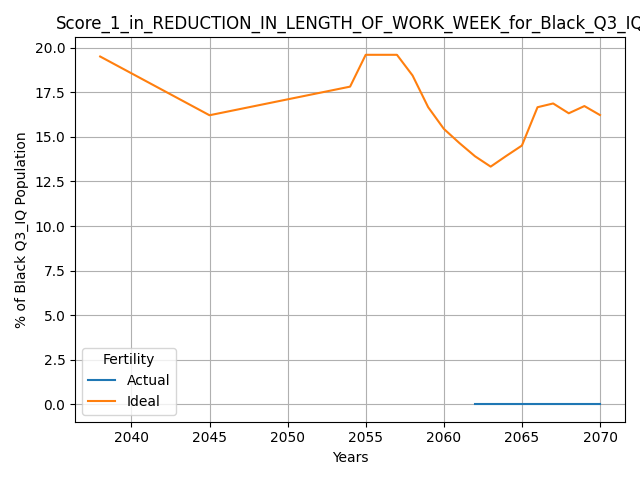 Score_1_in_REDUCTION_IN_LENGTH_OF_WORK_WEEK_for_Black_Q3_IQ
% of Black Q3_IQ Population
20.0
17.5
15.0
12.5
10.0
7.5
5.0
2.5
0.0
Fertility
Actual
Ideal
2040 2045 2050 2055 2060 2065 2070
Years